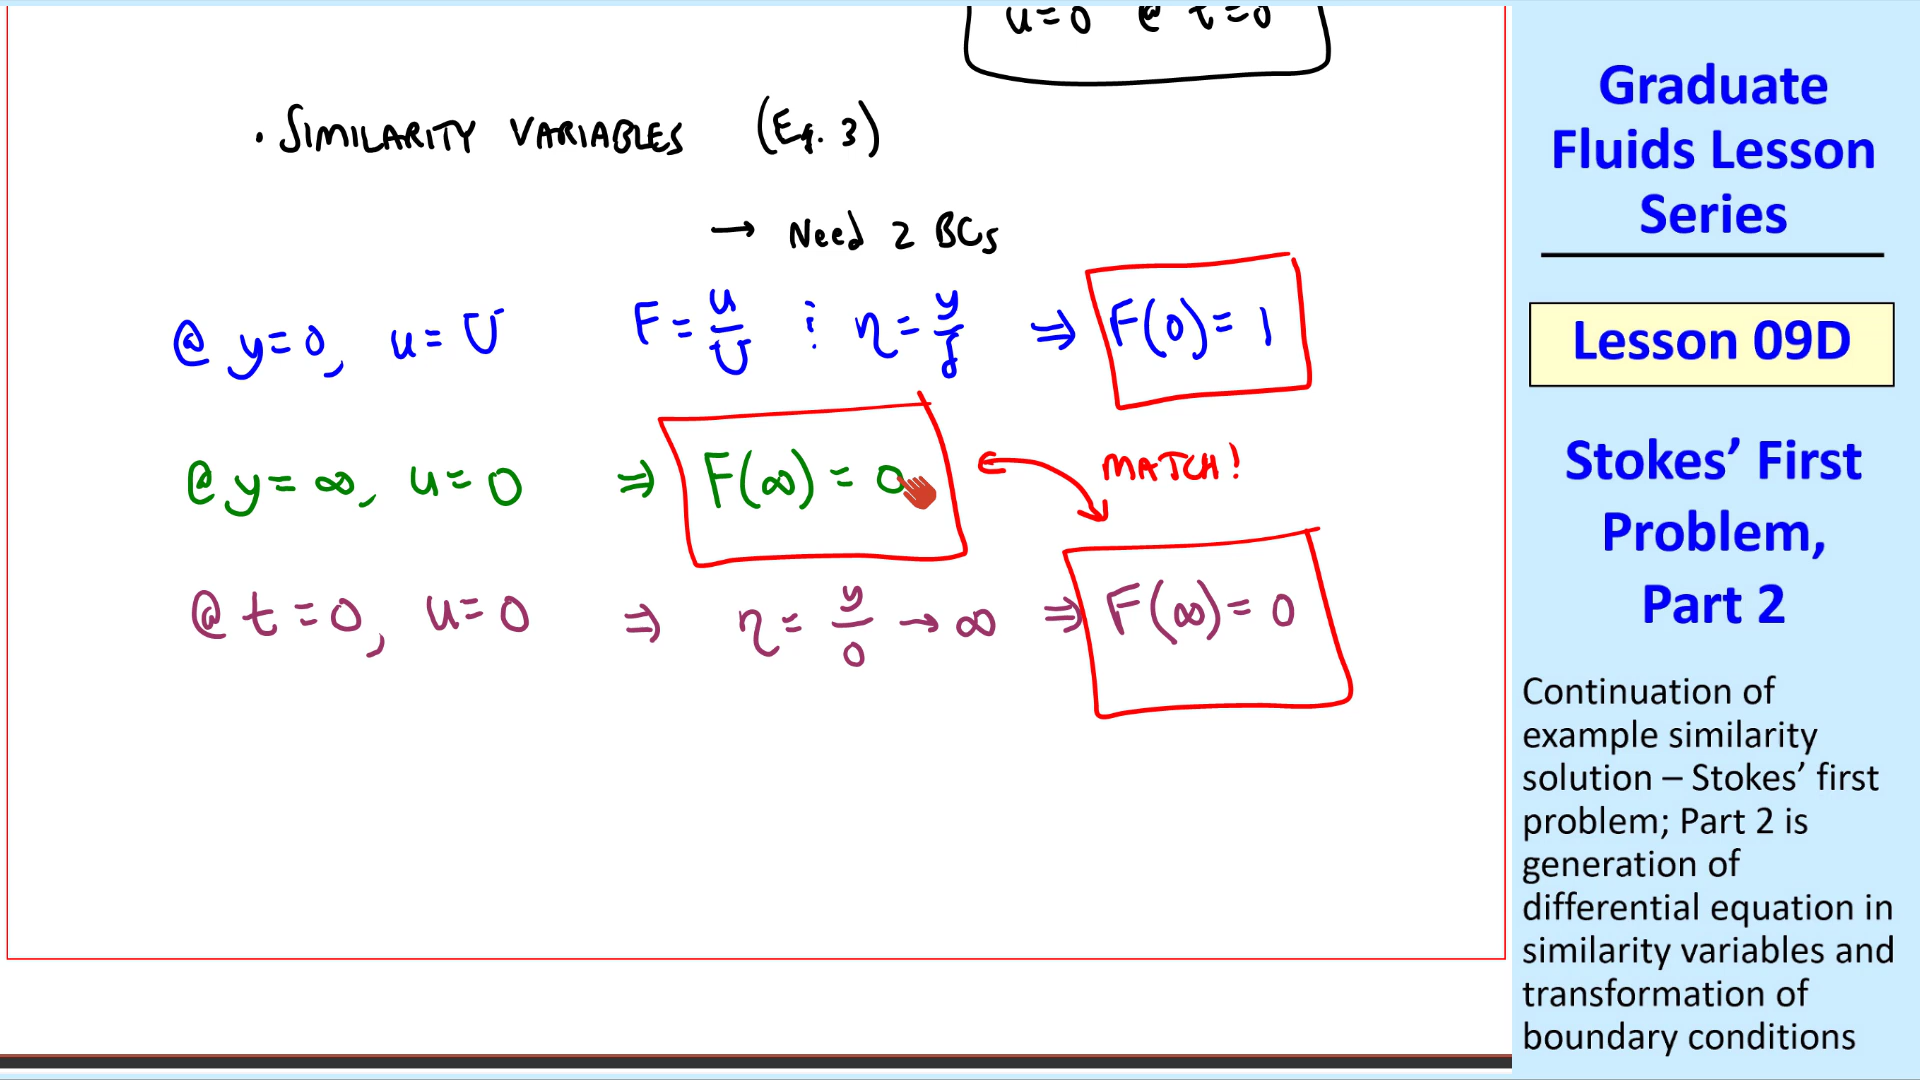 u=0 @ t=0
• SIMILARITY VARIABLES (Eq. 3)
→ Need 2 BCs
@ y=0, u=U F=u/U ; η=y/δ ⇒ F(0)=1
@ y=∞, u=0 ⇒ F(∞)=0
MATCH!
@ t=0, u=0 ⇒ η=y/0→∞ ⇒ F(∞)=0
Graduate
Fluids Lesson
Series
Lesson 09D
Stokes’ First
Problem,
Part 2
Continuation of
example similarity
solution – Stokes’ first
problem; Part 2 is
generation of
differential equation in
similarity variables and
transformation of
boundary conditions